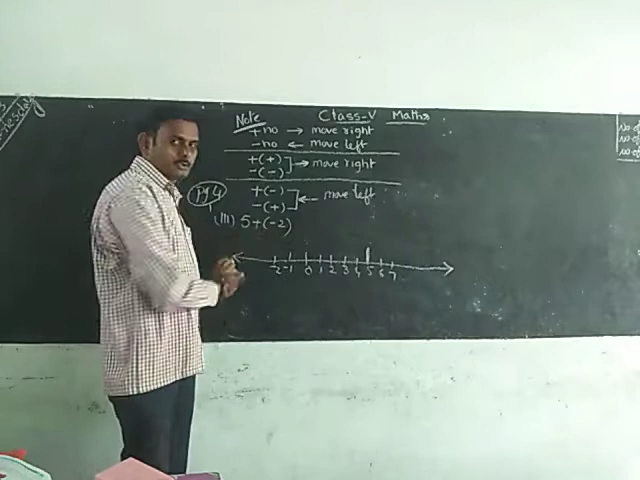 Note
Class-V Maths
+no → move right
-no ← move left
+(+)
-(-)
] → move right
+(-)
-(+)
] ← move left
Pg 4
(III) 5+(-2)
-2 -1 0 1 2 3 4 5 6 7